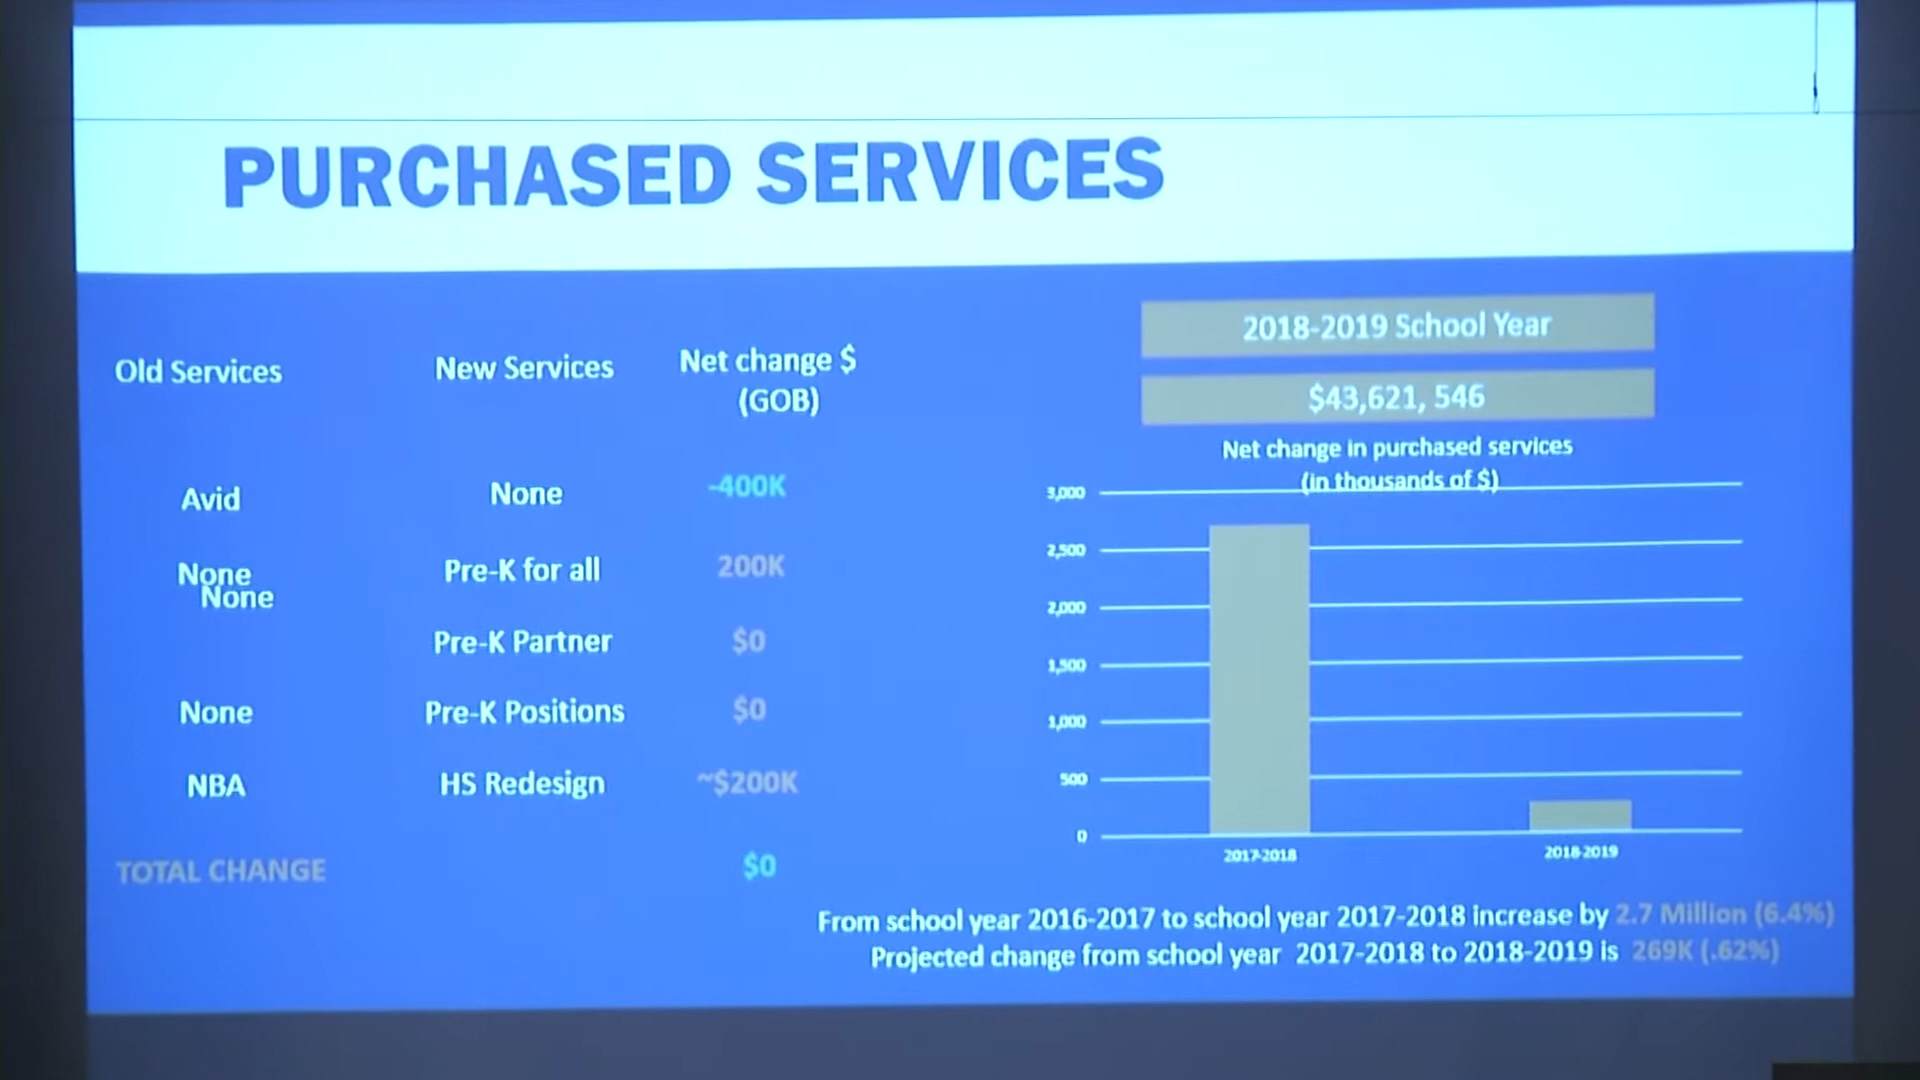 PURCHASED SERVICES
Old Services New Services Net change $
(GOB)
Avid None -400K
None Pre-K for all 200K
None
Pre-K Partner $0
None Pre-K Positions $0
NBA HS Redesign ~$200K
TOTAL CHANGE $0
2018-2019 School Year
$43,621, 546
Net change in purchased services
(in thousands of $)
3,000
2,500
2,000
1,500
1,000
500
0
2017-2018 2018-2019
From school year 2016-2017 to school year 2017-2018 increase by 2.7 Million (6.4%)
Projected change from school year 2017-2018 to 2018-2019 is 269K (.62%)